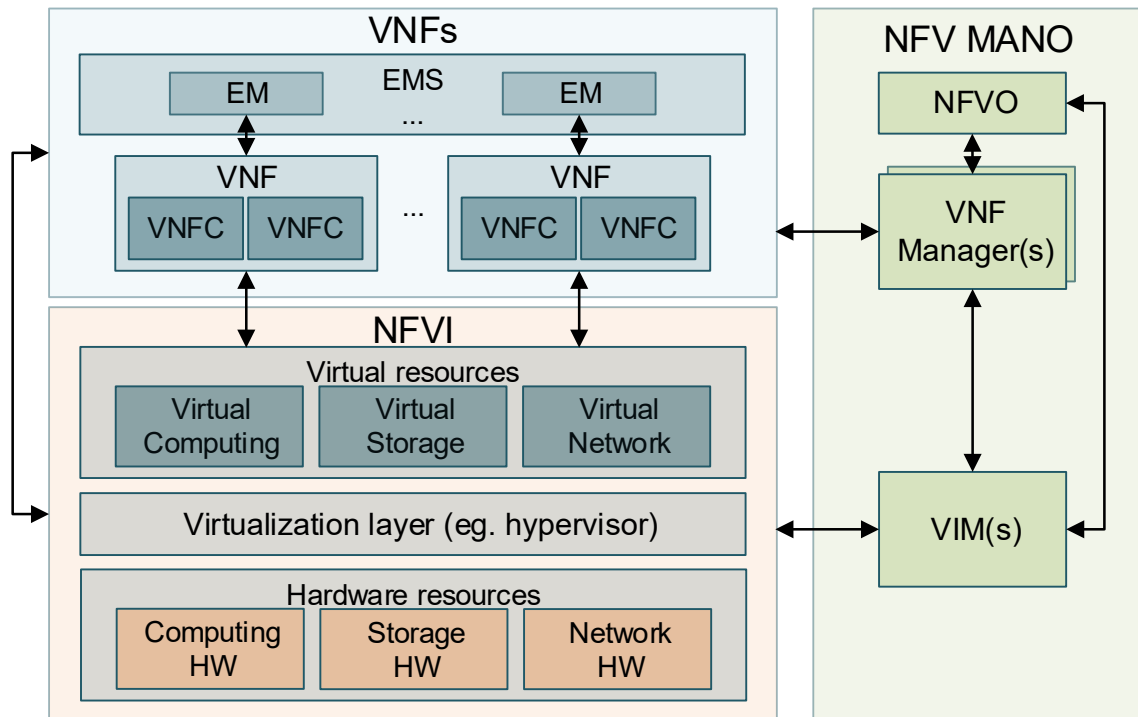 VNFs
EMS
EM
EM
...
VNF
VNFC
VNFC
...
VNF
VNFC
VNFC
NFVI
Virtual resources
Virtual
Computing
Virtual
Storage
Virtual
Network
Virtualization layer (eg. hypervisor)
Hardware resources
Computing
HW
Storage
HW
Network
HW
NFV MANO
NFVO
VNF
Manager(s)
VIM(s)